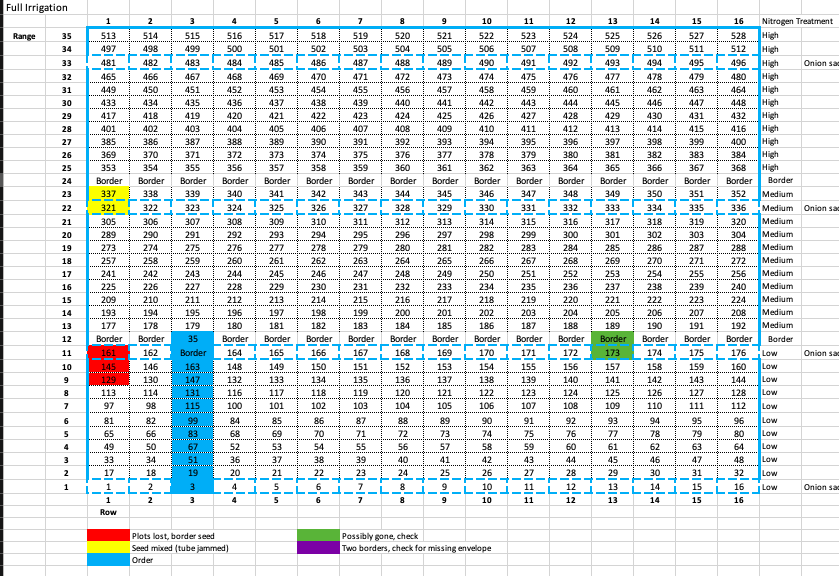 Full Irrigation
1 2 3 4 5 6 7 8 9 10 11 12 13 14 15 16 Nitrogen Treatment
Range 35 513 514 515 516 517 518 519 520 521 522 523 524 525 526 527 528 High
34 497 498 499 500 501 502 503 504 505 506 507 508 509 510 511 512 High
33 481 482 483 484 485 486 487 488 489 490 491 492 493 494 495 496 High Onion sac
32 465 466 467 468 469 470 471 472 473 474 475 476 477 478 479 480 High
31 449 450 451 452 453 454 455 456 457 458 459 460 461 462 463 464 High
30 433 434 435 436 437 438 439 440 441 442 443 444 445 446 447 448 High
29 417 418 419 420 421 422 423 424 425 426 427 428 429 430 431 432 High
28 401 402 403 404 405 406 407 408 409 410 411 412 413 414 415 416 High
27 385 386 387 388 389 390 391 392 393 394 395 396 397 398 399 400 High
26 369 370 371 372 373 374 375 376 377 378 379 380 381 382 383 384 High
25 353 354 355 356 357 358 359 360 361 362 363 364 365 366 367 368 High
24 Border Border Border Border Border Border Border Border Border Border Border Border Border Border Border Border Border
23 337 338 339 340 341 342 343 344 345 346 347 348 349 350 351 352 Medium
22 321 322 323 324 325 326 327 328 329 330 331 332 333 334 335 336 Medium Onion sac
21 305 306 307 308 309 310 311 312 313 314 315 316 317 318 319 320 Medium
20 289 290 291 292 293 294 295 296 297 298 299 300 301 302 303 304 Medium
19 273 274 275 276 277 278 279 280 281 282 283 284 285 286 287 288 Medium
18 257 258 259 260 261 262 263 264 265 266 267 268 269 270 271 272 Medium
17 241 242 243 244 245 246 247 248 249 250 251 252 253 254 255 256 Medium
16 225 226 227 228 229 230 231 232 233 234 235 236 237 238 239 240 Medium
15 209 210 211 212 213 214 215 216 217 218 219 220 221 222 223 224 Medium
14 193 194 195 196 197 198 199 200 201 202 203 204 205 206 207 208 Medium
13 177 178 179 180 181 182 183 184 185 186 187 188 189 190 191 192 Medium
12 Border Border 35 Border Border Border Border Border Border Border Border Border Border Border Border Border Border
11 161 162 Border 164 165 166 167 168 169 170 171 172 173 174 175 176 Low Onion sac
10 145 146 163 148 149 150 151 152 153 154 155 156 157 158 159 160 Low
9 129 130 147 132 133 134 135 136 137 138 139 140 141 142 143 144 Low
8 113 114 131 116 117 118 119 120 121 122 123 124 125 126 127 128 Low
7 97 98 115 100 101 102 103 104 105 106 107 108 109 110 111 112 Low
6 81 82 99 84 85 86 87 88 89 90 91 92 93 94 95 96 Low
5 65 66 83 68 69 70 71 72 73 74 75 76 77 78 79 80 Low
4 49 50 67 52 53 54 55 56 57 58 59 60 61 62 63 64 Low
3 33 34 51 36 37 38 39 40 41 42 43 44 45 46 47 48 Low
2 17 18 19 20 21 22 23 24 25 26 27 28 29 30 31 32 Low
1 1 2 3 4 5 6 7 8 9 10 11 12 13 14 15 16 Low Onion sac
1 2 3 4 5 6 7 8 9 10 11 12 13 14 15 16
Row
Plots lost, border seed Possibly gone, check
Seed mixed (tube jammed) Two borders, check for missing envelope
Order